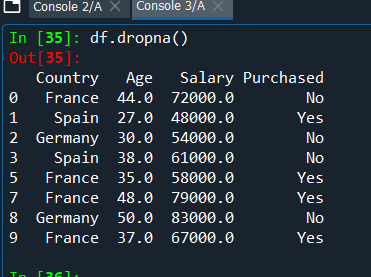 Console 2/A Console 3/A
In [35]: df.dropna()
Out[35]:
   Country   Age   Salary Purchased
0   France  44.0  72000.0        No
1    Spain  27.0  48000.0       Yes
2  Germany  30.0  54000.0        No
3    Spain  38.0  61000.0        No
5   France  35.0  58000.0       Yes
7   France  48.0  79000.0       Yes
8  Germany  50.0  83000.0        No
9   France  37.0  67000.0       Yes
In [36]: